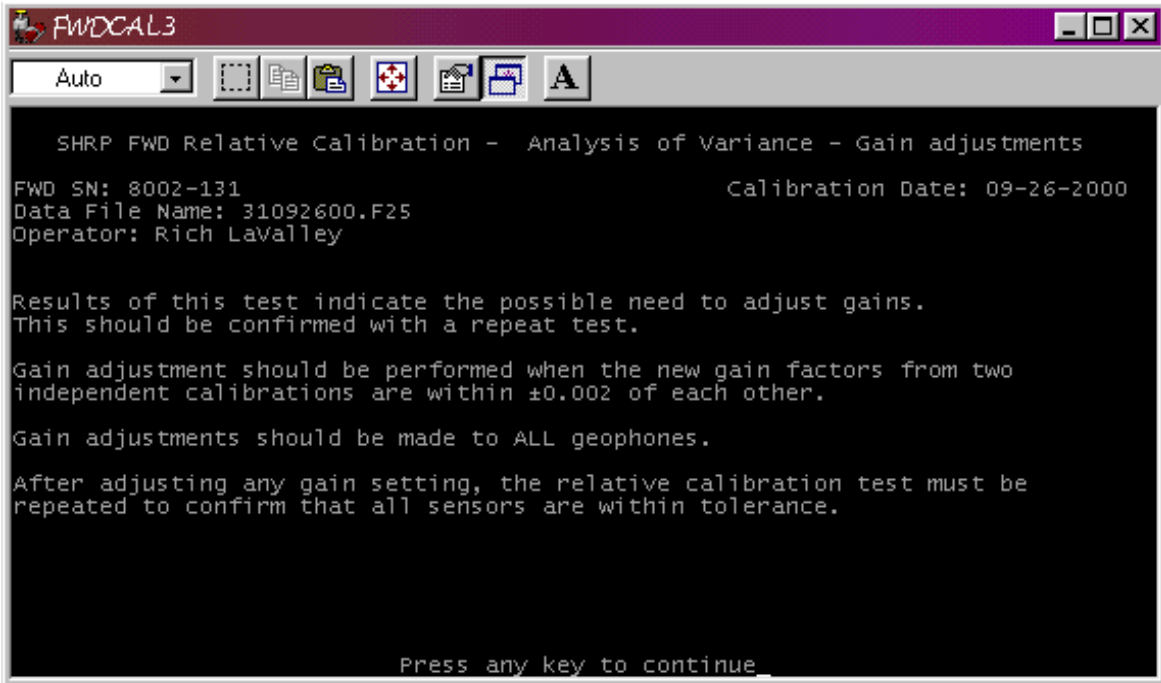 FWDCAL3
Auto
A
SHRP FWD Relative Calibration - Analysis of Variance - Gain adjustments
FWD SN: 8002-131 Calibration Date: 09-26-2000
Data File Name: 31092600.F25
Operator: Rich LaValley
Results of this test indicate the possible need to adjust gains.
This should be confirmed with a repeat test.
Gain adjustment should be performed when the new gain factors from two
independent calibrations are within ±0.002 of each other.
Gain adjustments should be made to ALL geophones.
After adjusting any gain setting, the relative calibration test must be
repeated to confirm that all sensors are within tolerance.
Press any key to continue_